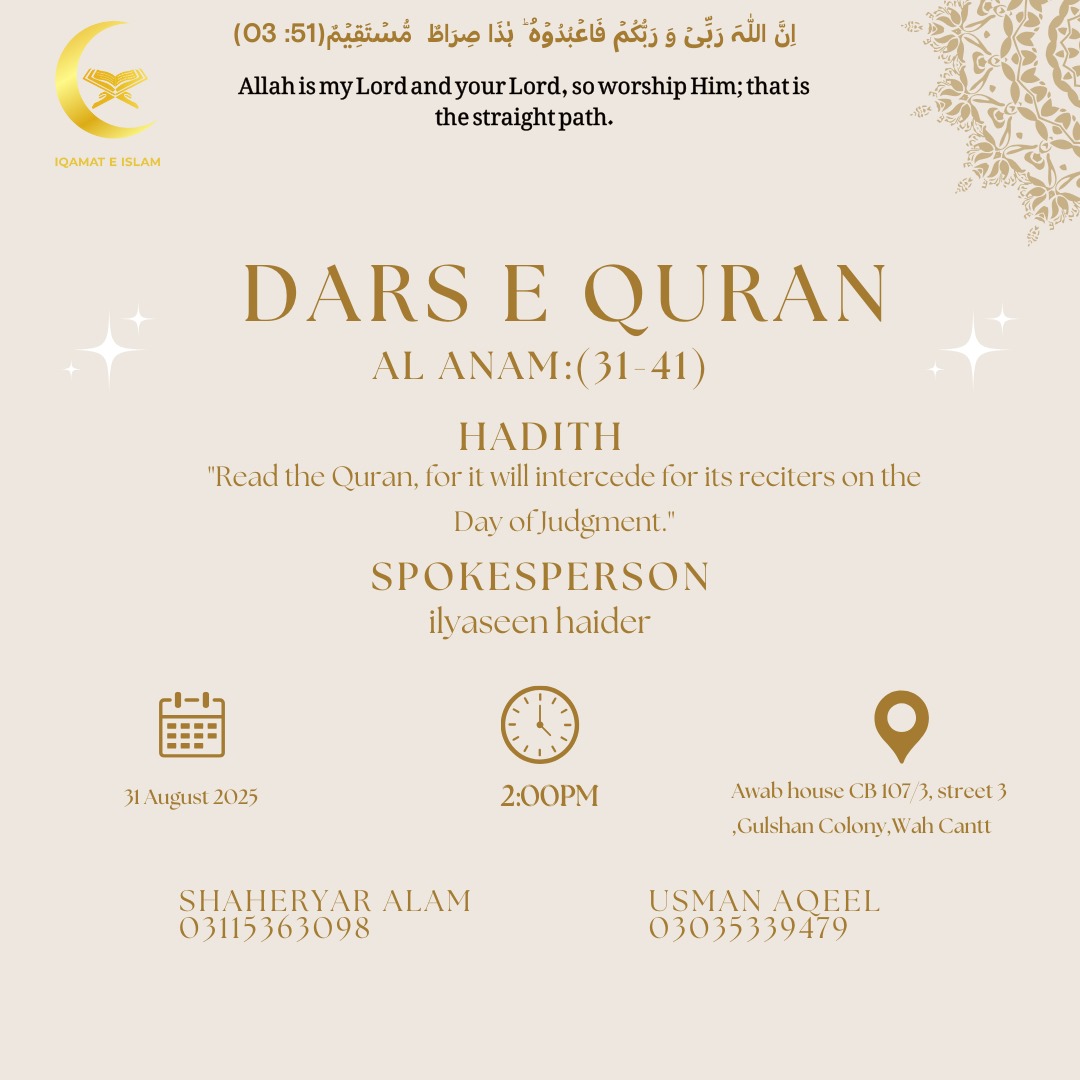 اِنَّ اللّٰہَ رَبِّیۡ وَ رَبُّکُمۡ فَاعۡبُدُوۡہُ ؕ ہٰذَا صِرَاطٌ مُّسۡتَقِیۡمٌ(03 :51)
Allah is my Lord and your Lord, so worship Him; that is
the straight path.
IQAMAT E ISLAM
DARS E QURAN
AL ANAM:(31-41)
HADITH
"Read the Quran, for it will intercede for its reciters on the
Day of Judgment."
SPOKESPERSON
ilyaseen haider
31 August 2025
2:00PM
Awab house CB 107/3, street 3
,Gulshan Colony,Wah Cantt
SHAHERYAR ALAM
03115363098
USMAN AQEEL
03035339479